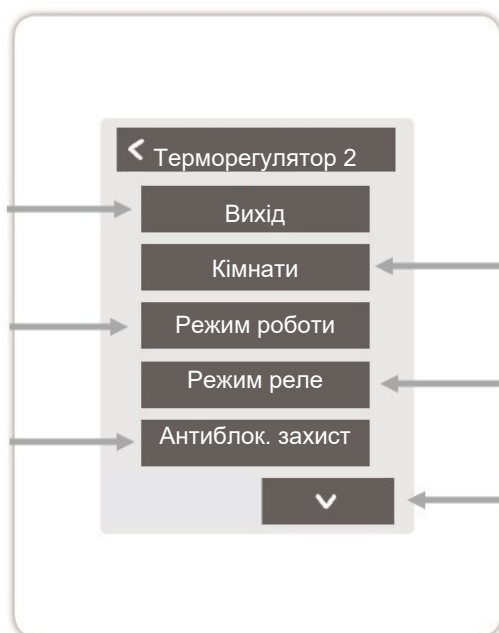 Терморегулятор 2
Вихід
Кімнати
Режим роботи
Режим реле
Антиблок. захист